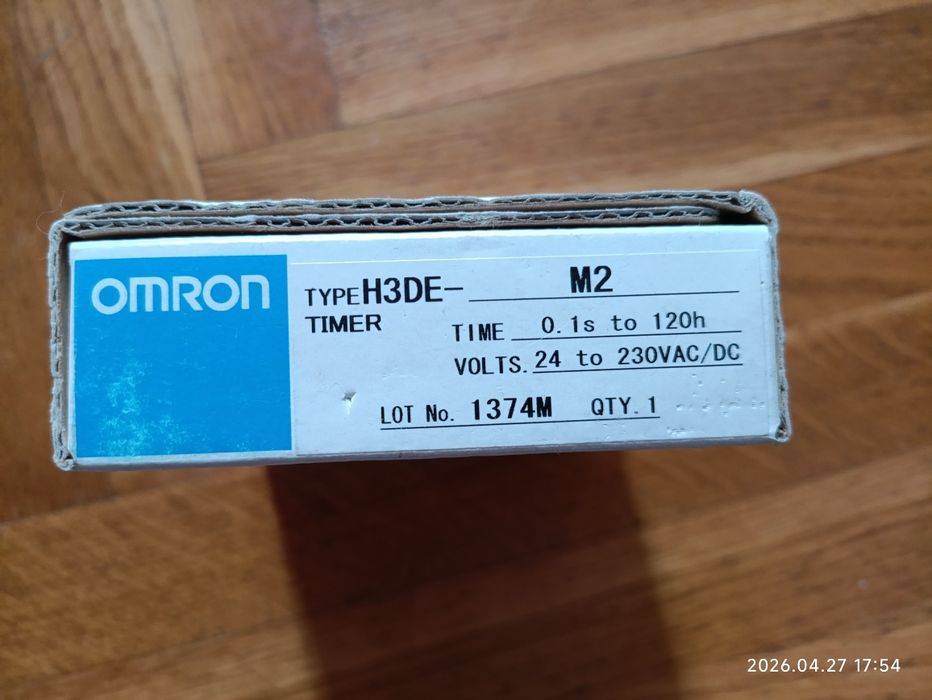 OMRON
TYPE H3DE- M2
TIMER
TIME 0.1s to 120h
VOLTS. 24 to 230VAC/DC
LOT No. 1374M QTY. 1
2026.04.27 17:54